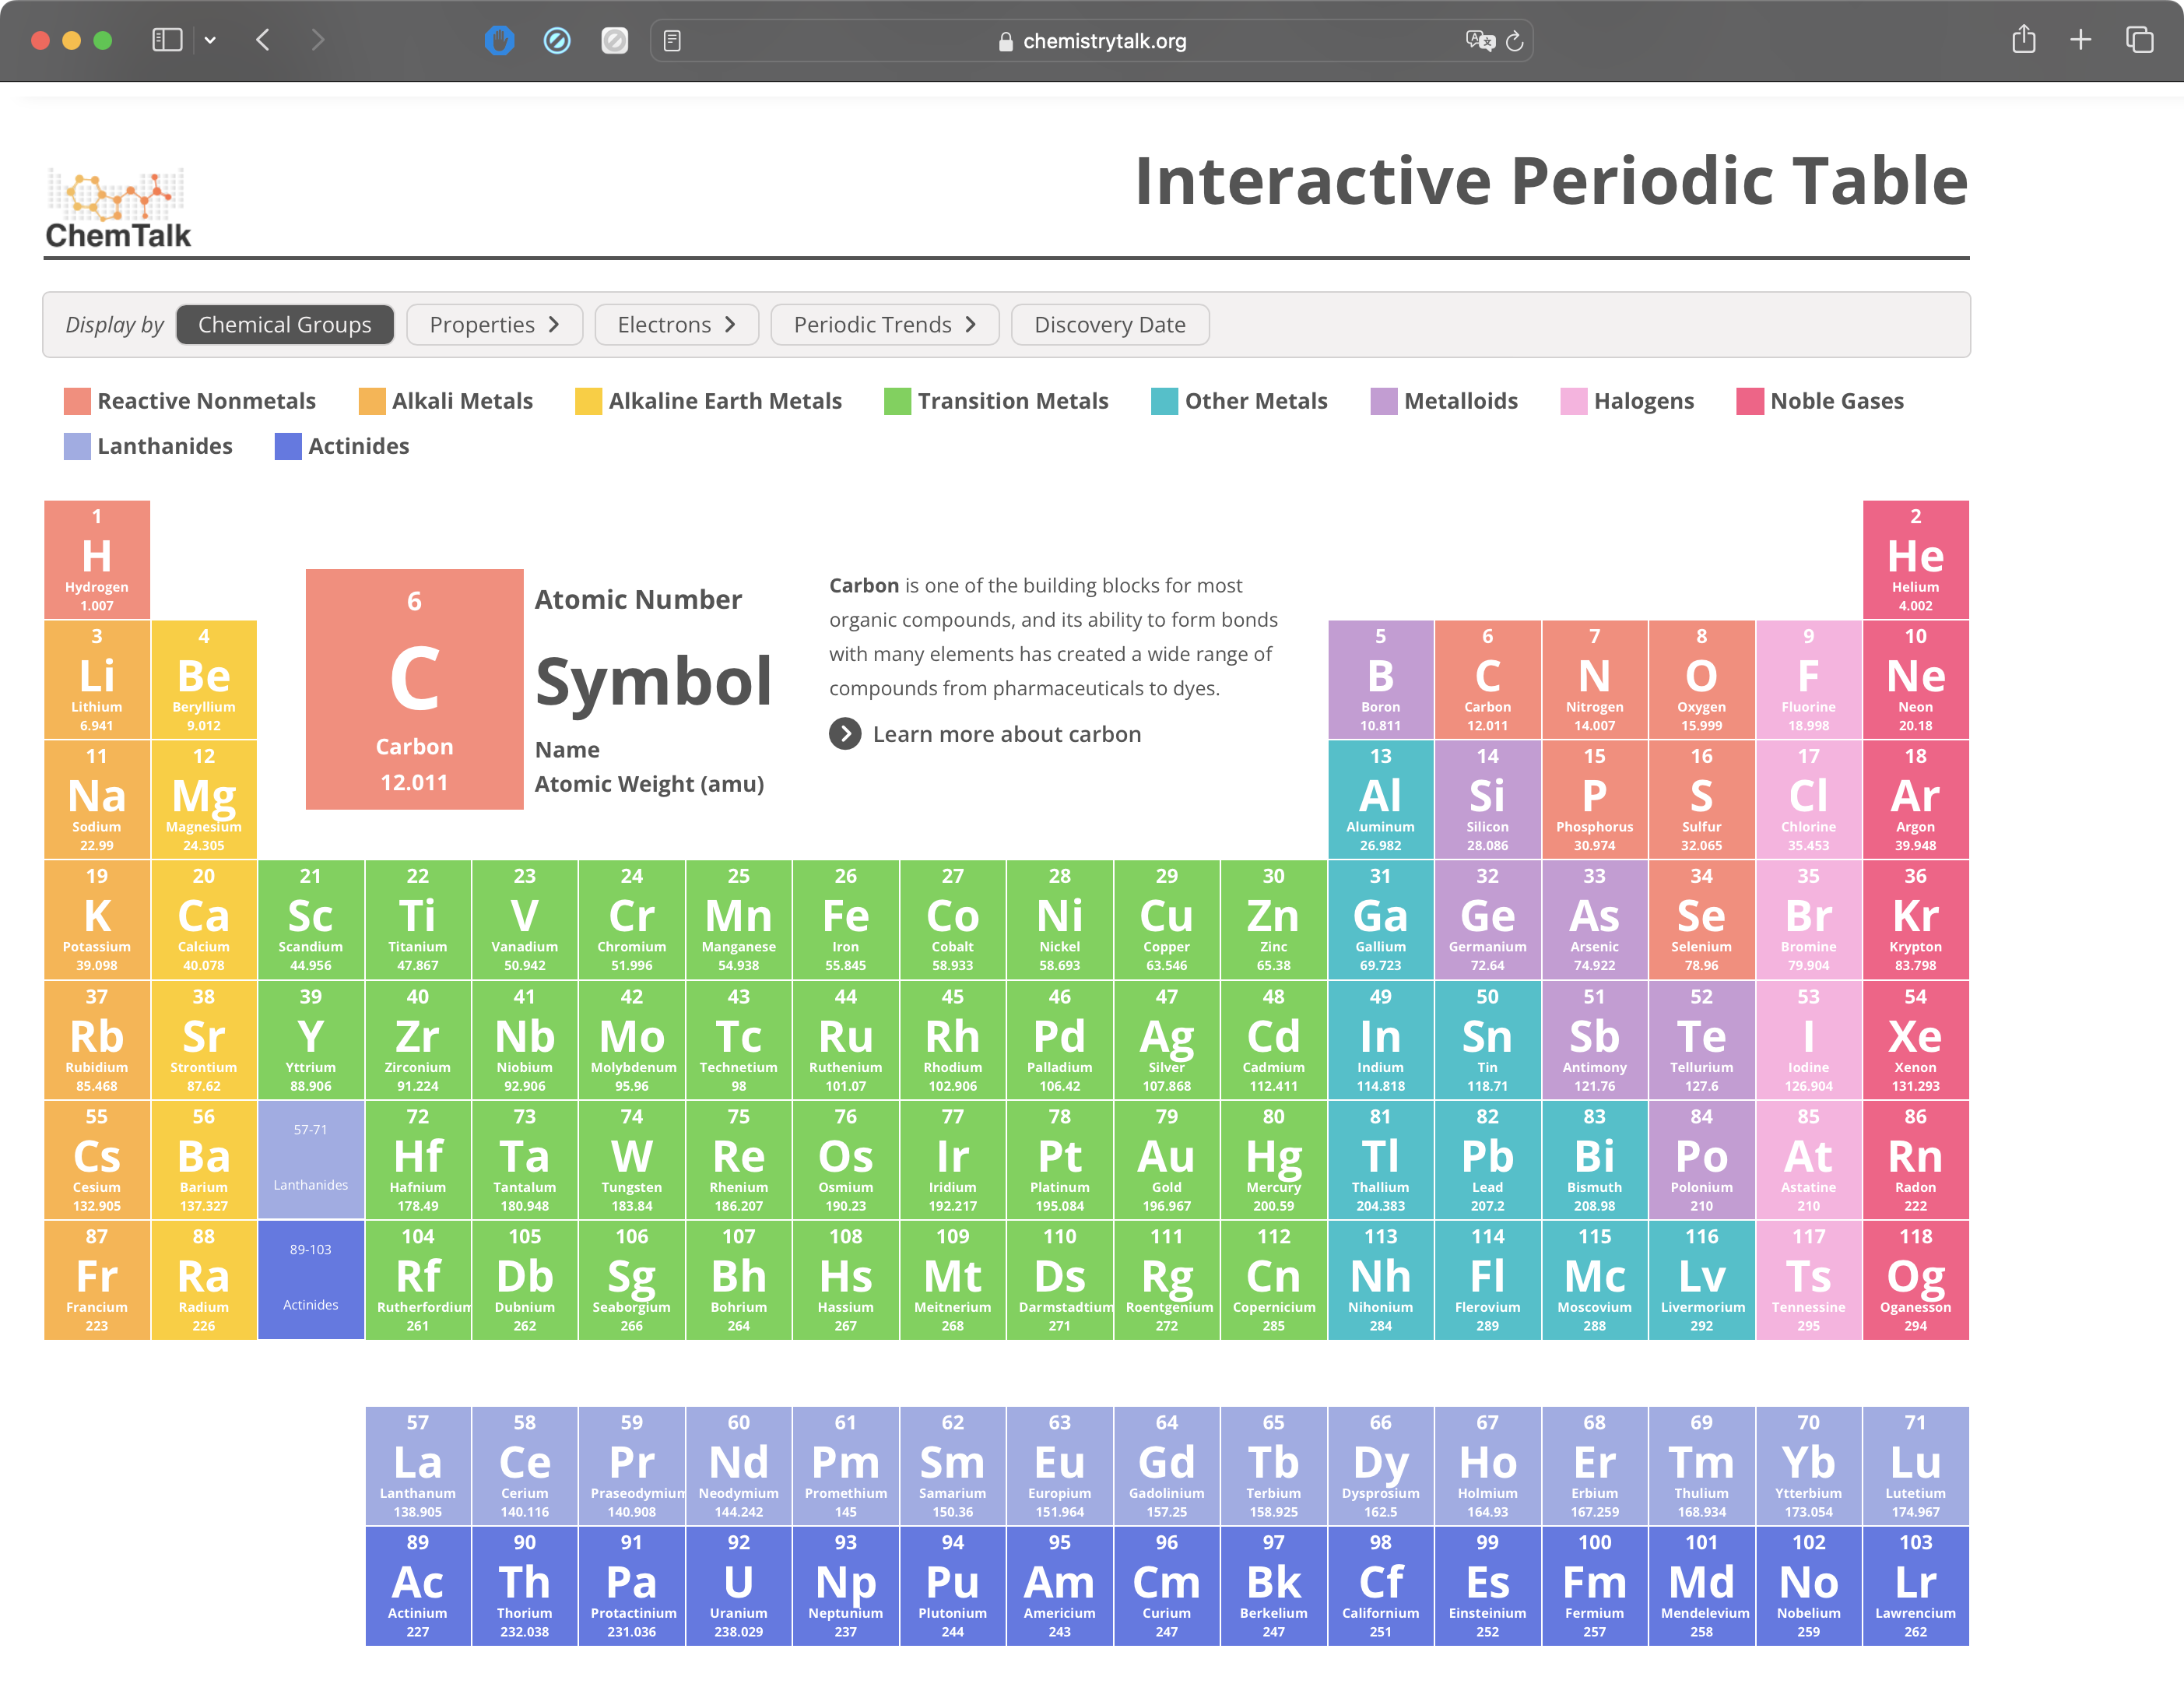 chemistrytalk.org
ChemTalk
Interactive Periodic Table
Display by Chemical Groups Properties Electrons Periodic Trends Discovery Date
Reactive Nonmetals Alkali Metals Alkaline Earth Metals Transition Metals Other Metals Metalloids Halogens Noble Gases
Lanthanides Actinides
1 2
H He
Hydrogen Helium
1.007 4.002
6 Atomic Number
C Symbol
Carbon Name
12.011 Atomic Weight (amu)
Carbon is one of the building blocks for most
organic compounds, and its ability to form bonds
with many elements has created a wide range of
compounds from pharmaceuticals to dyes.
Learn more about carbon
3 4 5 6 7 8 9 10
Li Be B C N O F Ne
Lithium Beryllium Boron Carbon Nitrogen Oxygen Fluorine Neon
6.941 9.012 10.811 12.011 14.007 15.999 18.998 20.18
11 12 13 14 15 16 17 18
Na Mg Al Si P S Cl Ar
Sodium Magnesium Aluminum Silicon Phosphorus Sulfur Chlorine Argon
22.99 24.305 26.982 28.086 30.974 32.065 35.453 39.948
19 20 21 22 23 24 25 26 27 28 29 30 31 32 33 34 35 36
K Ca Sc Ti V Cr Mn Fe Co Ni Cu Zn Ga Ge As Se Br Kr
Potassium Calcium Scandium Titanium Vanadium Chromium Manganese Iron Cobalt Nickel Copper Zinc Gallium Germanium Arsenic Selenium Bromine Krypton
39.098 40.078 44.956 47.867 50.942 51.996 54.938 55.845 58.933 58.693 63.546 65.38 69.723 72.64 74.922 78.96 79.904 83.798
37 38 39 40 41 42 43 44 45 46 47 48 49 50 51 52 53 54
Rb Sr Y Zr Nb Mo Tc Ru Rh Pd Ag Cd In Sn Sb Te I Xe
Rubidium Strontium Yttrium Zirconium Niobium Molybdenum Technetium Ruthenium Rhodium Palladium Silver Cadmium Indium Tin Antimony Tellurium Iodine Xenon
85.468 87.62 88.906 91.224 92.906 95.96 98 101.07 102.906 106.42 107.868 112.411 114.818 118.71 121.76 127.6 126.904 131.293
55 56 57-71 72 73 74 75 76 77 78 79 80 81 82 83 84 85 86
Cs Ba Hf Ta W Re Os Ir Pt Au Hg Tl Pb Bi Po At Rn
Cesium Barium Lanthanides Hafnium Tantalum Tungsten Rhenium Osmium Iridium Platinum Gold Mercury Thallium Lead Bismuth Polonium Astatine Radon
132.905 137.327 178.49 180.948 183.84 186.207 190.23 192.217 195.084 196.967 200.59 204.383 207.2 208.98 210 210 222
87 88 89-103 104 105 106 107 108 109 110 111 112 113 114 115 116 117 118
Fr Ra Rf Db Sg Bh Hs Mt Ds Rg Cn Nh Fl Mc Lv Ts Og
Francium Radium Actinides Rutherfordium Dubnium Seaborgium Bohrium Hassium Meitnerium Darmstadtium Roentgenium Copernicium Nihonium Flerovium Moscovium Livermorium Tennessine Oganesson
223 226 261 262 266 264 267 268 271 272 285 284 289 288 292 295 294
57 58 59 60 61 62 63 64 65 66 67 68 69 70 71
La Ce Pr Nd Pm Sm Eu Gd Tb Dy Ho Er Tm Yb Lu
Lanthanum Cerium Praseodymium Neodymium Promethium Samarium Europium Gadolinium Terbium Dysprosium Holmium Erbium Thulium Ytterbium Lutetium
138.905 140.116 140.908 144.242 145 150.36 151.964 157.25 158.925 162.5 164.93 167.259 168.934 173.054 174.967
89 90 91 92 93 94 95 96 97 98 99 100 101 102 103
Ac Th Pa U Np Pu Am Cm Bk Cf Es Fm Md No Lr
Actinium Thorium Protactinium Uranium Neptunium Plutonium Americium Curium Berkelium Californium Einsteinium Fermium Mendelevium Nobelium Lawrencium
227 232.038 231.036 238.029 237 244 243 247 247 251 252 257 258 259 262